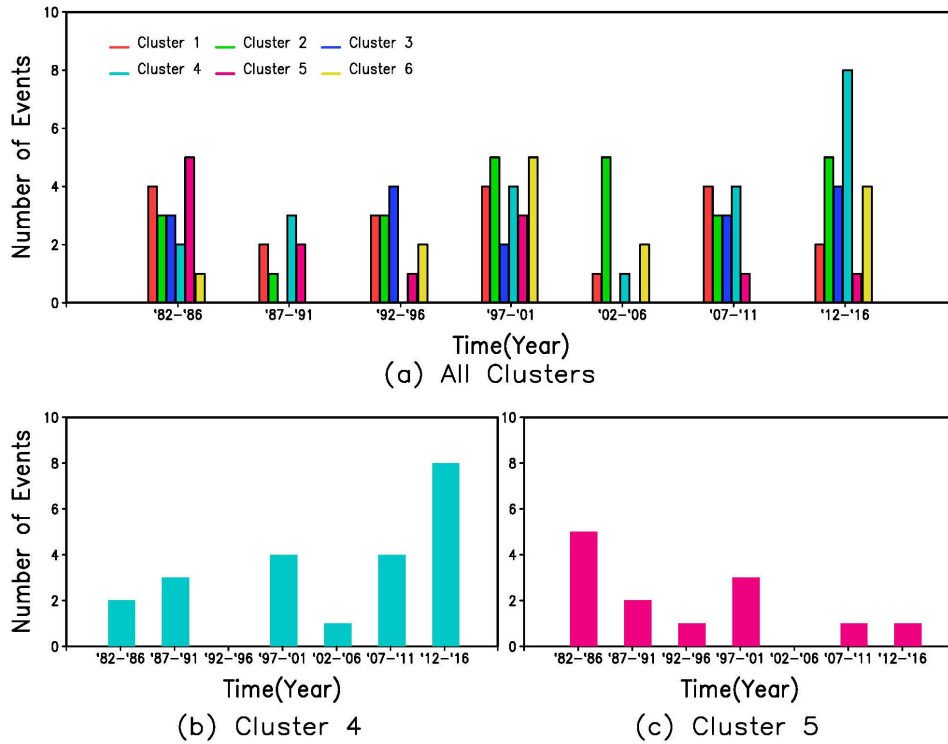 10
8
6
4
2
0
Number of Events
Cluster 1 Cluster 2 Cluster 3
Cluster 4 Cluster 5 Cluster 6
'82-'86 '87-'91 '92-'96 '97-'01 '02-'06 '07-'11 '12-'16
Time(Year)
(a) All Clusters
10
8
6
4
2
0
Number of Events
'82-'86 '87-'91 '92-'96 '97-'01 '02-'06 '07-'11 '12-'16
Time(Year)
(b) Cluster 4
10
8
6
4
2
0
'82-'86 '87-'91 '92-'96 '97-'01 '02-'06 '07-'11 '12-'16
Time(Year)
(c) Cluster 5